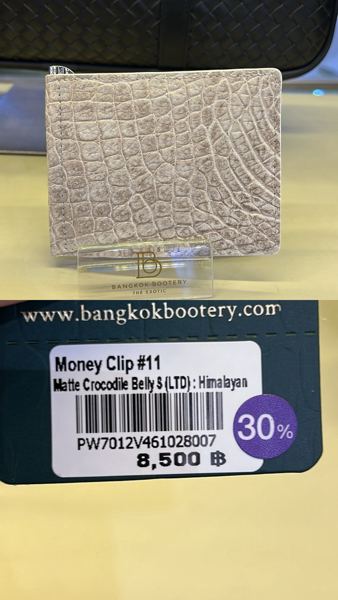 B
BANGKOK BOOTERY
THE EXOTIC
www.bangkokbootery.com
Money Clip #11
Matte Crocodile Belly $ (LTD) : Himalayan
PW7012V461028007
30%
8,500 ฿